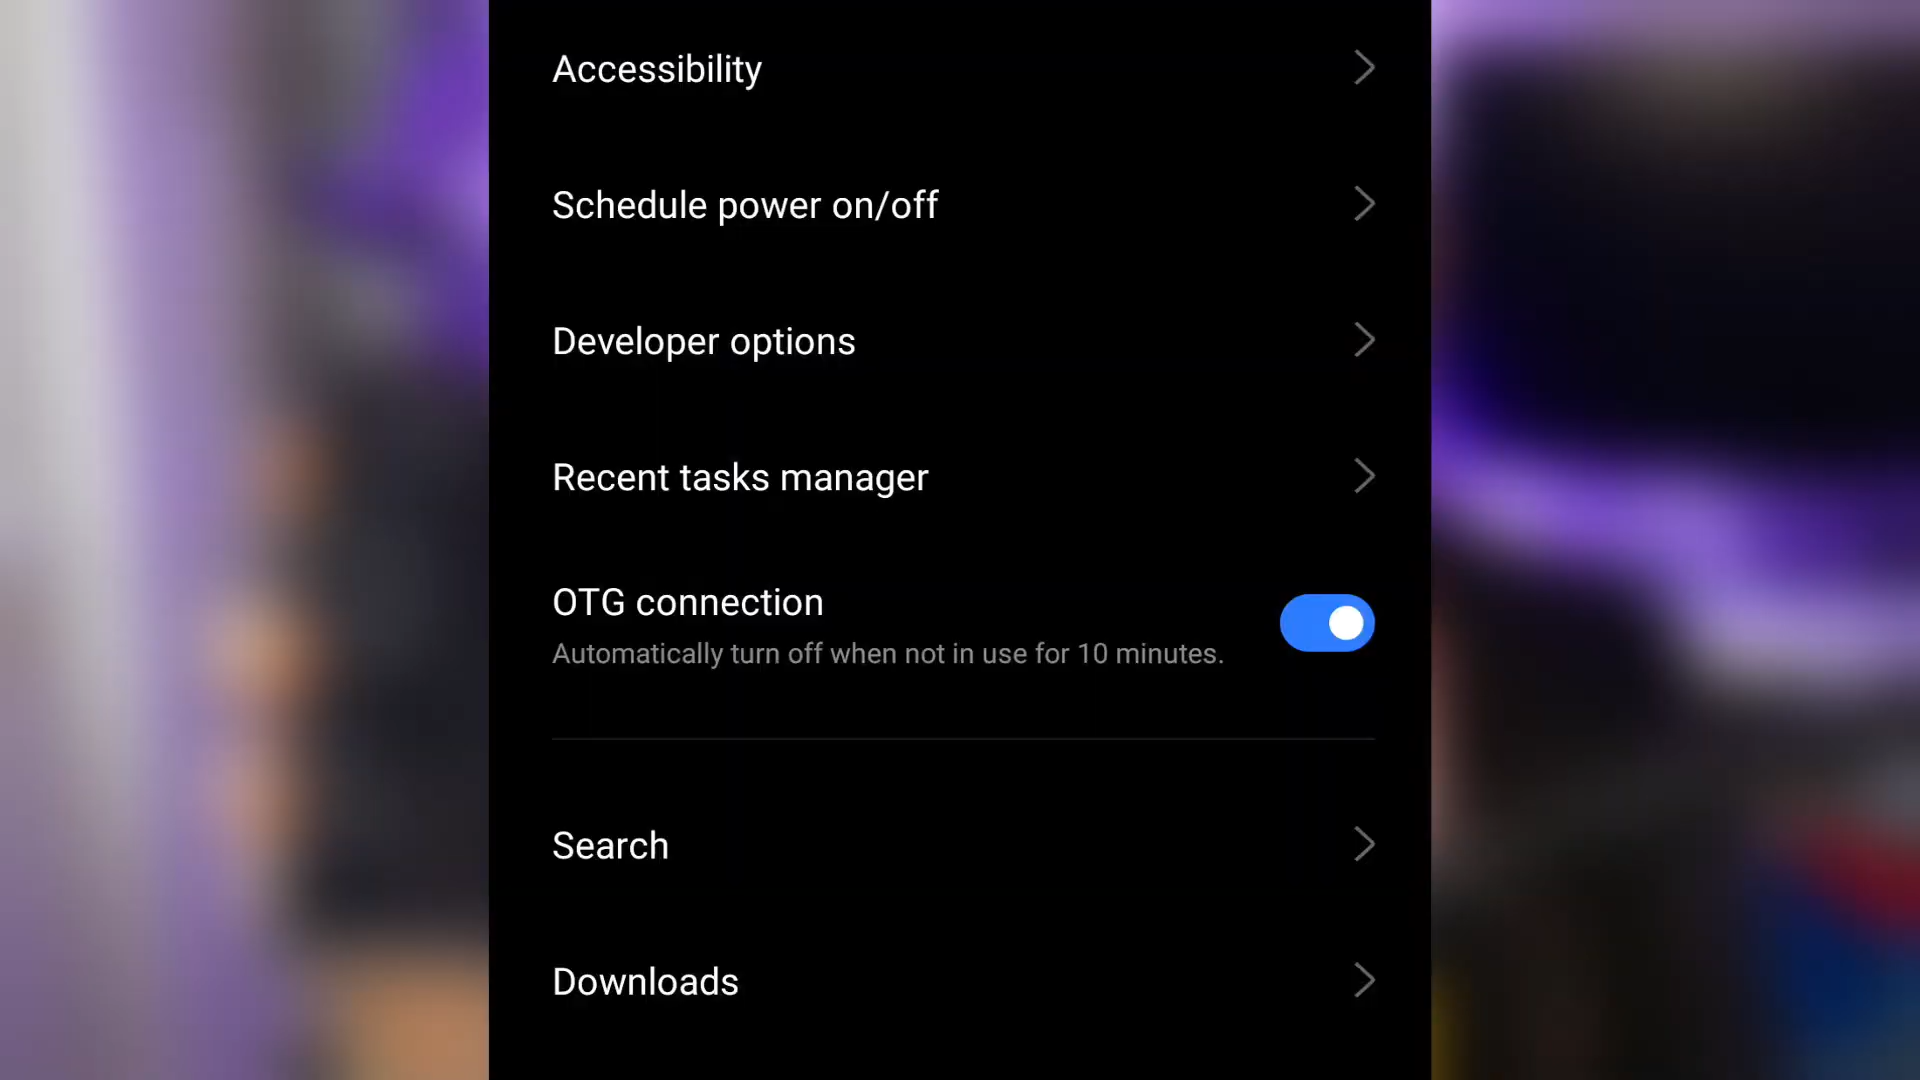 Accessibility
Schedule power on/off
Developer options
Recent tasks manager
OTG connection
Automatically turn off when not in use for 10 minutes.
Search
Downloads